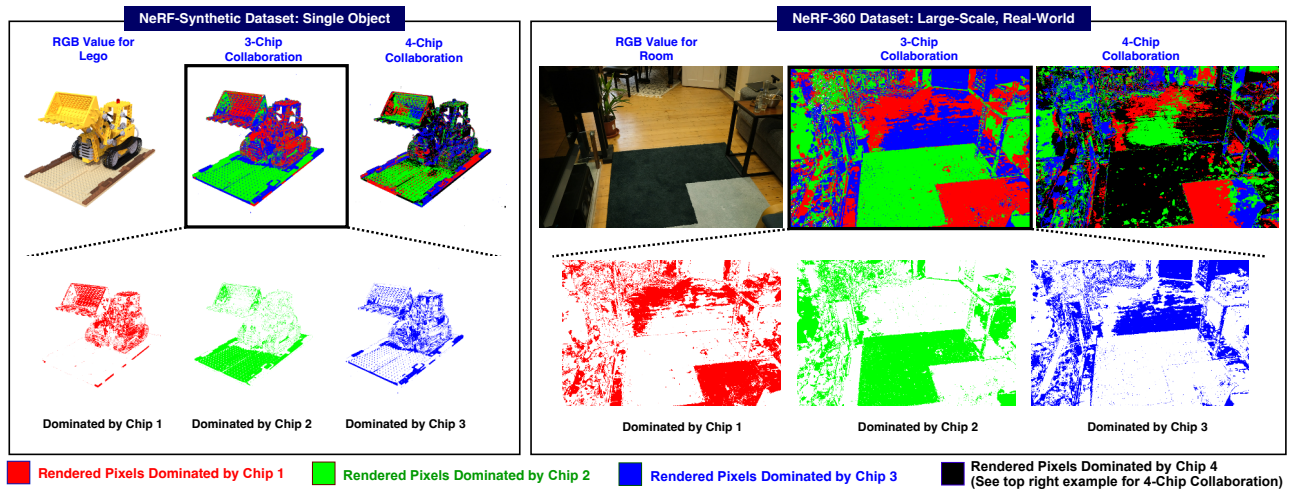 NeRF-Synthetic Dataset: Single Object
RGB Value for
Lego
3-Chip
Collaboration
4-Chip
Collaboration
Dominated by Chip 1
Dominated by Chip 2
Dominated by Chip 3
NeRF-360 Dataset: Large-Scale, Real-World
RGB Value for
Room
3-Chip
Collaboration
4-Chip
Collaboration
Dominated by Chip 1
Dominated by Chip 2
Dominated by Chip 3
Rendered Pixels Dominated by Chip 1
Rendered Pixels Dominated by Chip 2
Rendered Pixels Dominated by Chip 3
Rendered Pixels Dominated by Chip 4
(See top right example for 4-Chip Collaboration)